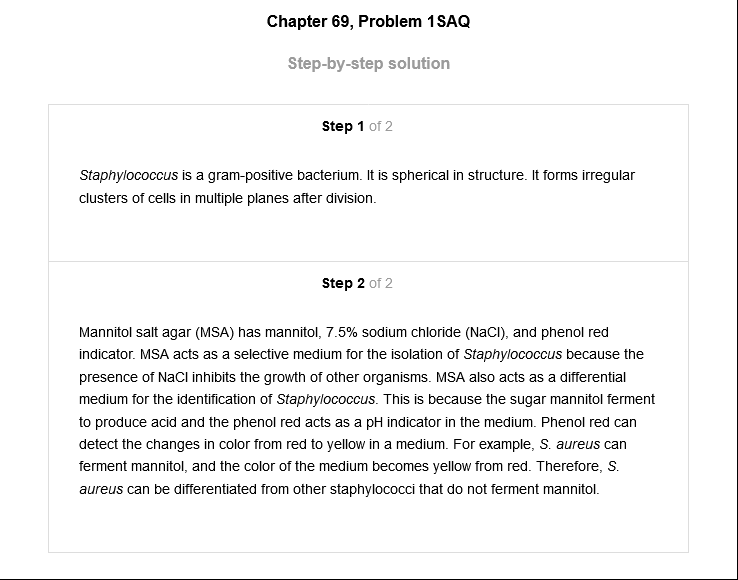 Chapter 69, Problem 1SAQ
Step-by-step solution
Step 1 of 2
Staphylococcus is a gram-positive bacterium. It is spherical in structure. It forms irregular
clusters of cells in multiple planes after division.
Step 2 of 2
Mannitol salt agar (MSA) has mannitol, 7.5% sodium chloride (NaCl), and phenol red
indicator. MSA acts as a selective medium for the isolation of Staphylococcus because the
presence of NaCl inhibits the growth of other organisms. MSA also acts as a differential
medium for the identification of Staphylococcus. This is because the sugar mannitol ferment
to produce acid and the phenol red acts as a pH indicator in the medium. Phenol red can
detect the changes in color from red to yellow in a medium. For example, S. aureus can
ferment mannitol, and the color of the medium becomes yellow from red. Therefore, S.
aureus can be differentiated from other staphylococci that do not ferment mannitol.